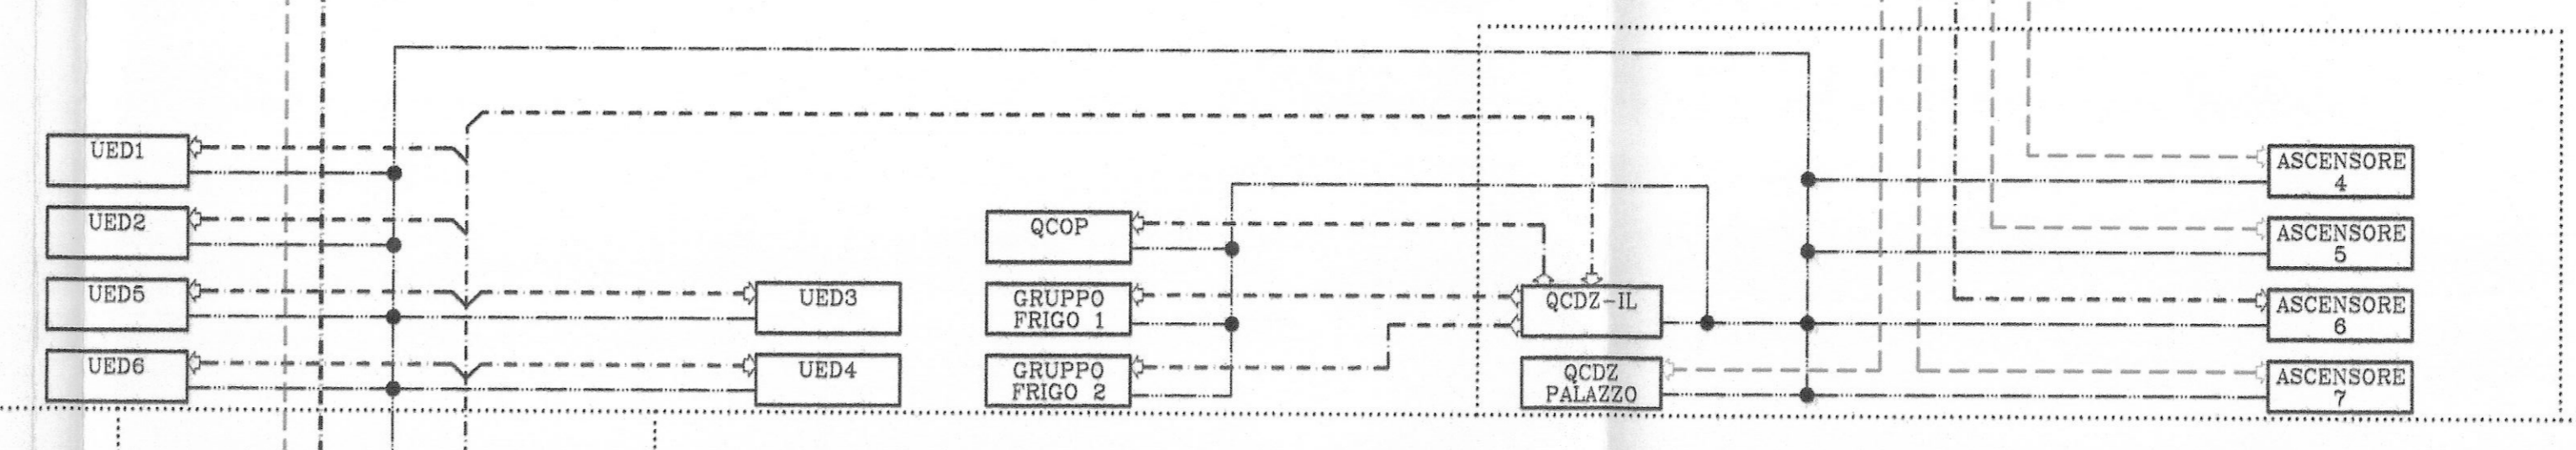 UED1
UED2
UED5
UED6
UED3
UED4
QCOP
GRUPPO
FRIGO 1
GRUPPO
FRIGO 2
QCDZ-IL
QCDZ
PALAZZO
ASCENSORE
4
ASCENSORE
5
ASCENSORE
6
ASCENSORE
7